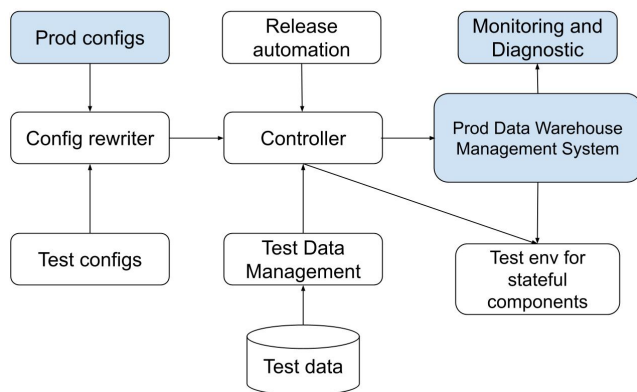 Prod configs
Release
automation
Monitoring and
Diagnostic
Config rewriter
Controller
Prod Data Warehouse
Management System
Test configs
Test Data
Management
Test env for
stateful
components
Test data